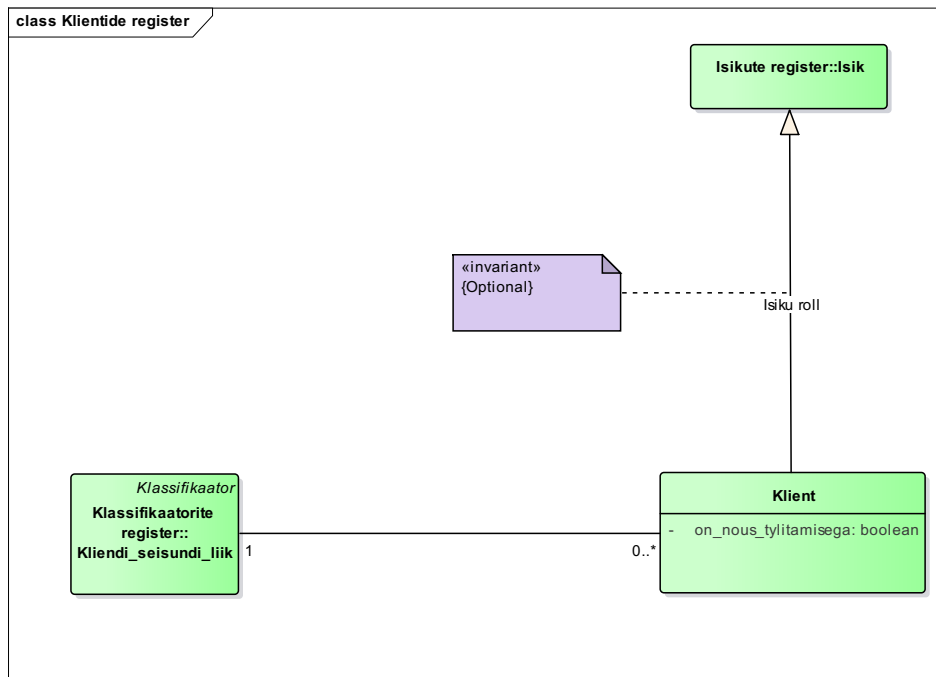 class Klientide register
Isikute register::Isik
«invariant»
{Optional}
Isiku roll
Klassifikaator
Klassifikaatorite
register::
Kliendi_seisundi_liik
1
0..*
Klient
- on_nous_tylitamisega: boolean